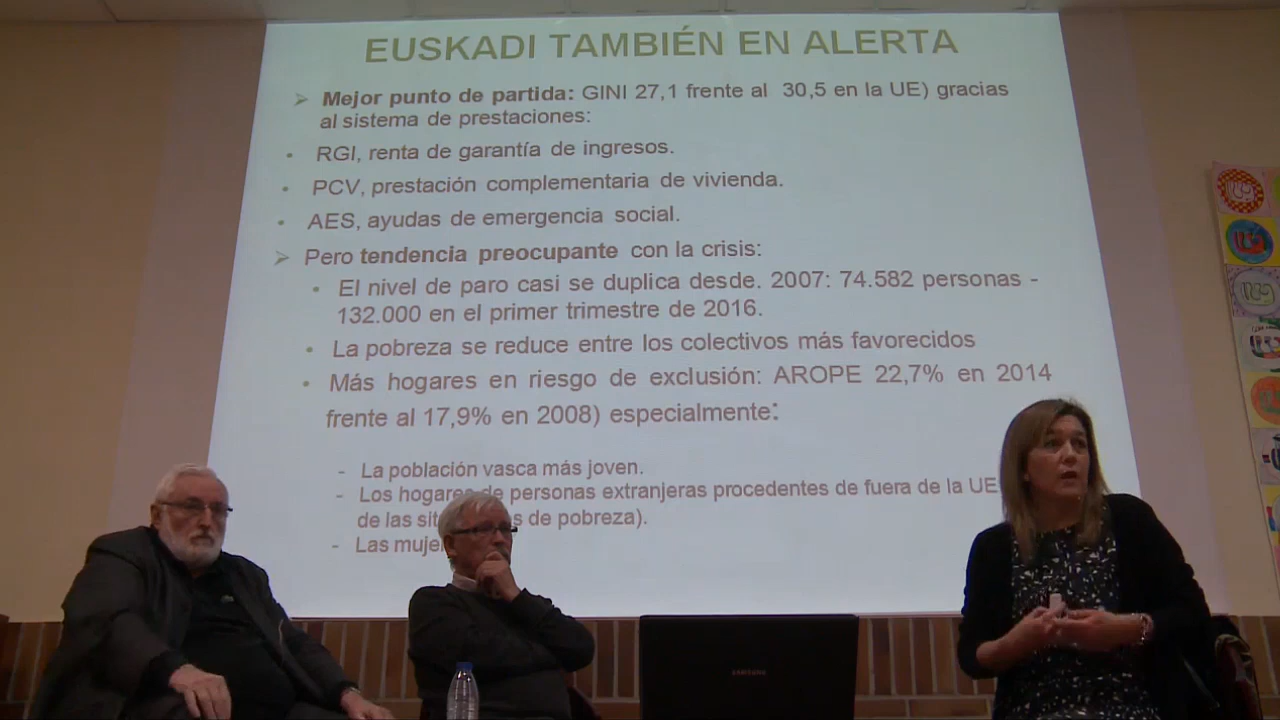 EUSKADI TAMBIÉN EN ALERTA
➢ Mejor punto de partida: GINI 27,1 frente al 30,5 en la UE) gracias
al sistema de prestaciones:
• RGI, renta de garantía de ingresos.
• PCV, prestación complementaria de vivienda.
• AES, ayudas de emergencia social.
➢ Pero tendencia preocupante con la crisis:
• El nivel de paro casi se duplica desde. 2007: 74.582 personas -
132.000 en el primer trimestre de 2016.
• La pobreza se reduce entre los colectivos más favorecidos
• Más hogares en riesgo de exclusión: AROPE 22,7% en 2014
frente al 17,9% en 2008) especialmente:
- La población vasca más joven.
- Los hogares de personas extranjeras procedentes de fuera de la UE
de las s de pobreza).
- Las
SAMSUNG